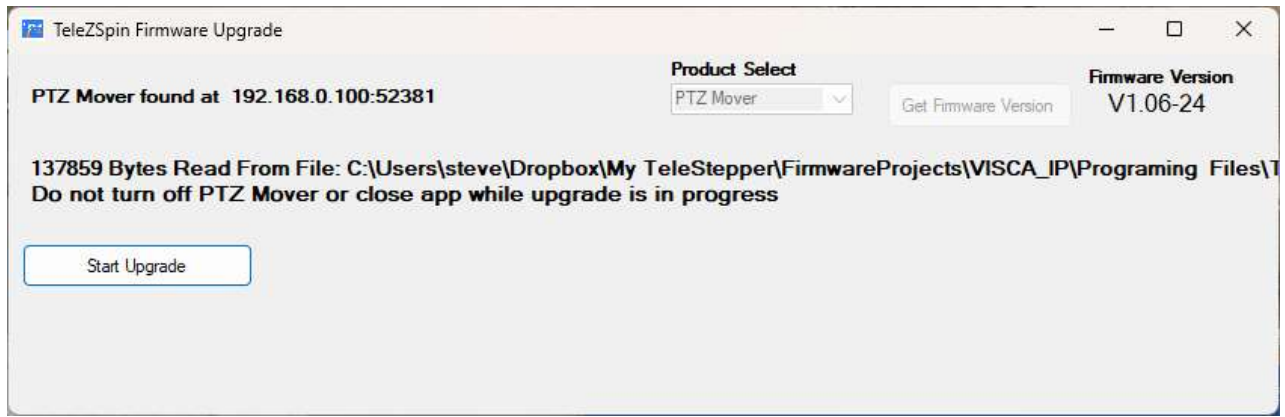 TeleZSpin Firmware Upgrade
PTZ Mover found at 192.168.0.100:52381
Product Select
PTZ Mover
Get Firmware Version
Firmware Version
V1.06-24
137859 Bytes Read From File: C:\Users\steve\Dropbox\My TeleStepper\FirmwareProjects\VISCA_IP\Programing Files\T
Do not turn off PTZ Mover or close app while upgrade is in progress
Start Upgrade